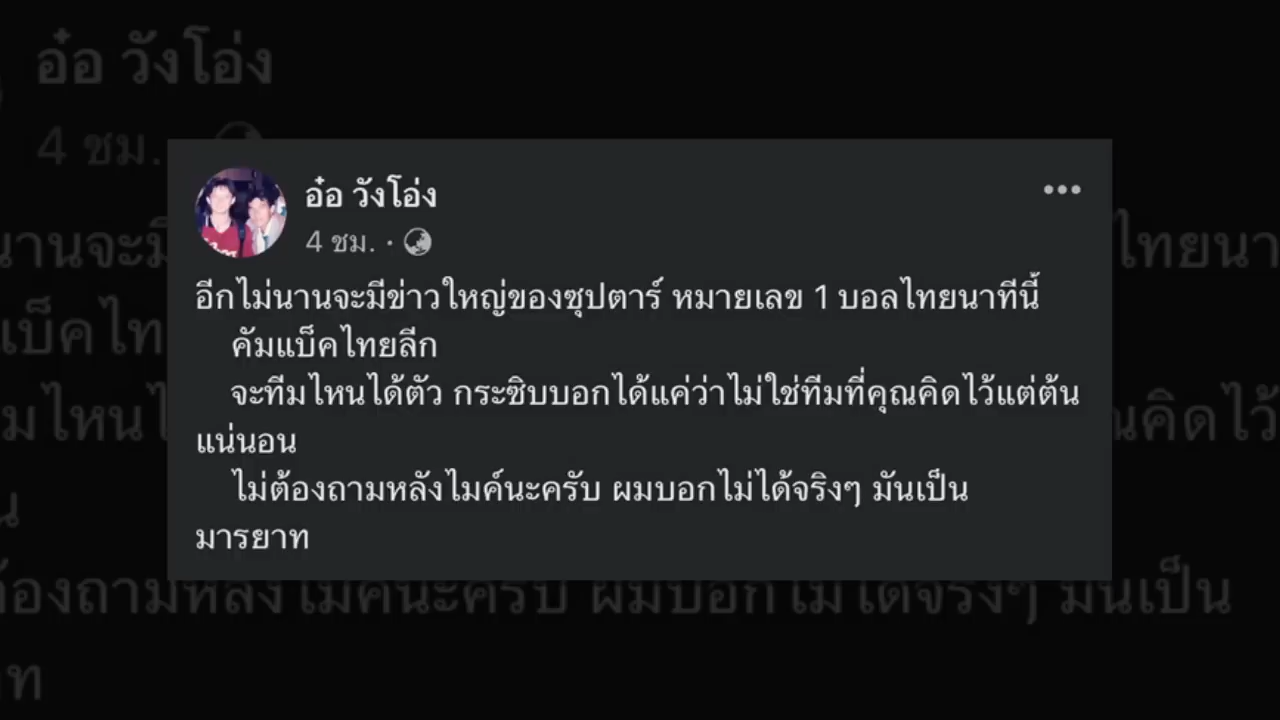 อ๋อ วังโอ่ง
4 ชม. ·
อีกไม่นานจะมีข่าวใหญ่ของซุปตาร์ หมายเลข 1 บอลไทยนาทีนี้
คัมแบ็คไทยลีก
จะทีมไหนได้ตัว กระซิบบอกได้แค่ว่าไม่ใช่ทีมที่คุณคิดไว้แต่ต้น
แน่นอน
ไม่ต้องถามหลังไมค์นะครับ ผมบอกไม่ได้จริงๆ มันเป็น
มารยาท